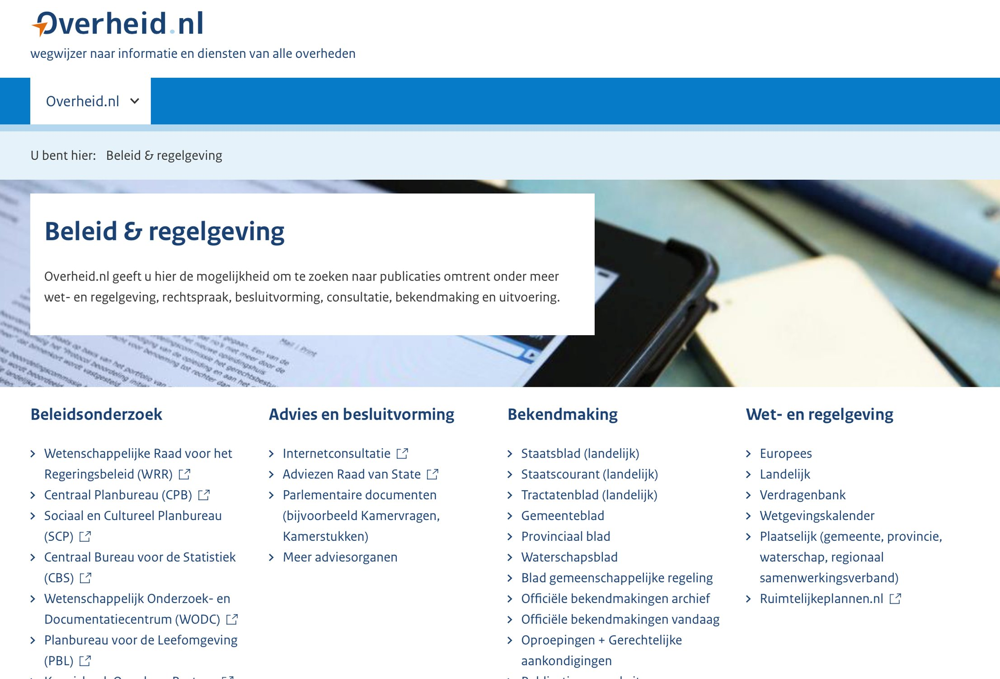 Overheid.nl
wegwijzer naar informatie en diensten van alle overheden
Overheid.nl
U bent hier: Beleid & regelgeving
Beleid & regelgeving
Overheid.nl geeft u hier de mogelijkheid om te zoeken naar publicaties omtrent onder meer
wet- en regelgeving, rechtspraak, besluitvorming, consultatie, bekendmaking en uitvoering.
Mail | Print
Beleidsonderzoek
Wetenschappelijke Raad voor het
Regeringsbeleid (WRR)
Centraal Planbureau (CPB)
Sociaal en Cultureel Planbureau
(SCP)
Centraal Bureau voor de Statistiek
(CBS)
Wetenschappelijk Onderzoek- en
Documentatiecentrum (WODC)
Planbureau voor de Leefomgeving
(PBL)
Advies en besluitvorming
Internetconsultatie
Adviezen Raad van State
Parlementaire documenten
(bijvoorbeeld Kamervragen,
Kamerstukken)
Meer adviesorganen
Bekendmaking
Staatsblad (landelijk)
Staatscourant (landelijk)
Tractatenblad (landelijk)
Gemeenteblad
Provinciaal blad
Waterschapsblad
Blad gemeenschappelijke regeling
Officiële bekendmakingen archief
Officiële bekendmakingen vandaag
Oproepingen + Gerechtelijke
aankondigingen
Wet- en regelgeving
Europees
Landelijk
Verdragenbank
Wetgevingskalender
Plaatselijk (gemeente, provincie,
waterschap, regionaal
samenwerkingsverband)
Ruimtelijkeplannen.nl